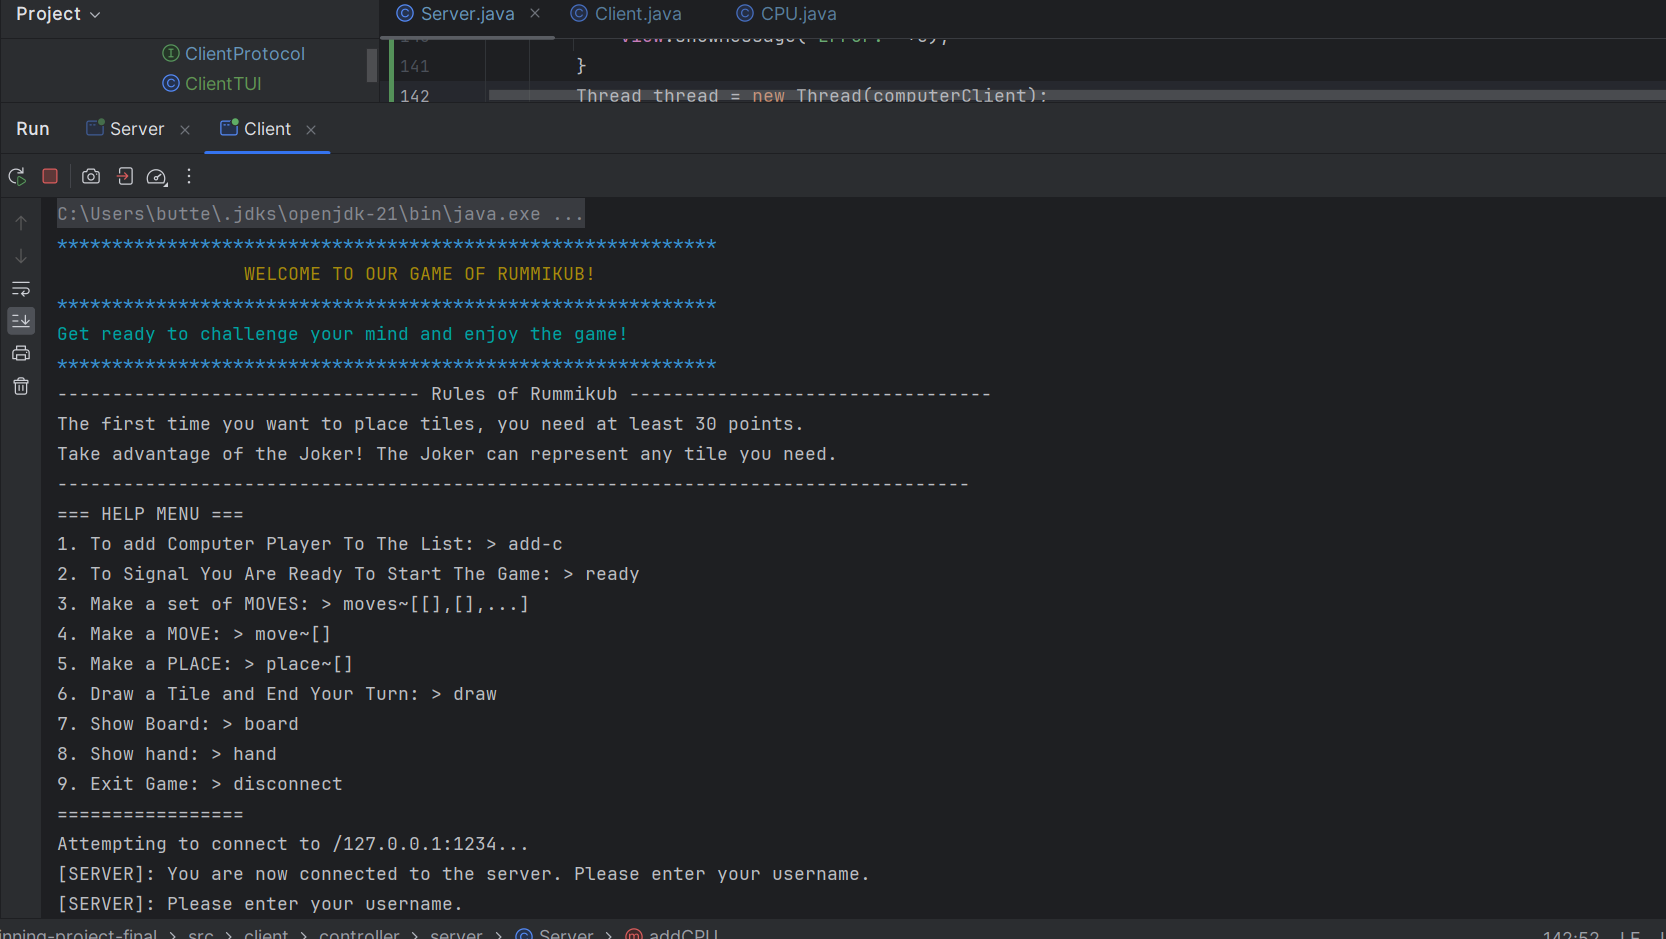 Project
Server.java Client.java CPU.java
ClientProtocol
ClientTUI
141 }
142 Thread thread = new Thread(computerClient);
Run Server Client
C:\Users\butte\.jdks\openjdk-21\bin\java.exe ...
************************************************************
WELCOME TO OUR GAME OF RUMMIKUB!
************************************************************
Get ready to challenge your mind and enjoy the game!
************************************************************
--------------------------------- Rules of Rummikub ---------------------------------
The first time you want to place tiles, you need at least 30 points.
Take advantage of the Joker! The Joker can represent any tile you need.
-----------------------------------------------------------------------------------
=== HELP MENU ===
1. To add Computer Player To The List: > add-c
2. To Signal You Are Ready To Start The Game: > ready
3. Make a set of MOVES: > moves~[[],[],...]
4. Make a MOVE: > move~[]
5. Make a PLACE: > place~[]
6. Draw a Tile and End Your Turn: > draw
7. Show Board: > board
8. Show hand: > hand
9. Exit Game: > disconnect
=================
Attempting to connect to /127.0.0.1:1234...
[SERVER]: You are now connected to the server. Please enter your username.
[SERVER]: Please enter your username.
inning-project-final > src > client > controller > server > Server > addCPU
142:52 LF